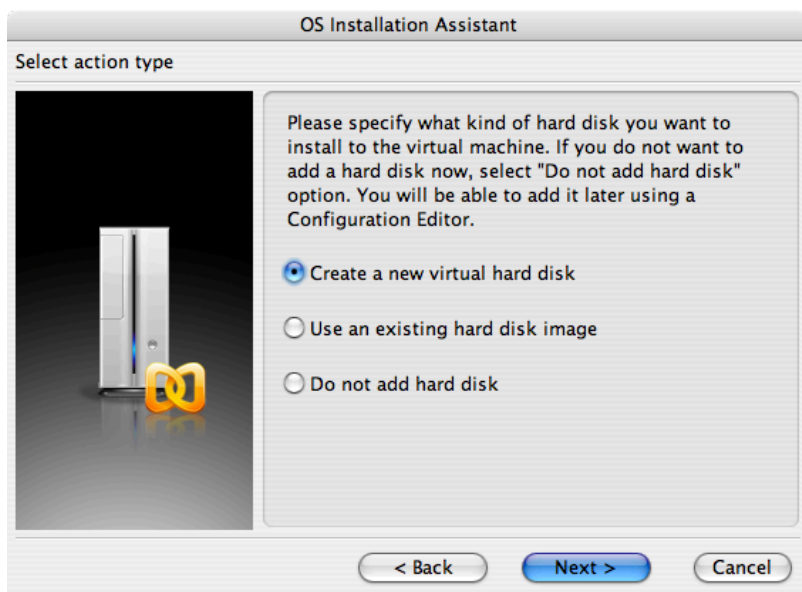 OS Installation Assistant
Select action type
Please specify what kind of hard disk you want to
install to the virtual machine. If you do not want to
add a hard disk now, select "Do not add hard disk"
option. You will be able to add it later using a
Configuration Editor.
Create a new virtual hard disk
Use an existing hard disk image
Do not add hard disk
< Back
Next >
Cancel